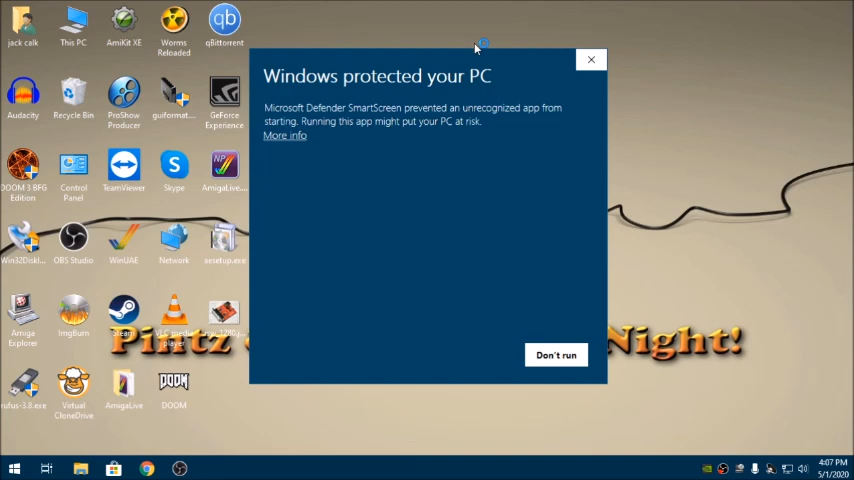 jack calk
This PC
AmiKit XE
Worms
Reloaded
qBittorrent
Windows protected your PC
Microsoft Defender SmartScreen prevented an unrecognized app from
starting. Running this app might put your PC at risk.
More info
Don't run
Audacity
Recycle Bin
ProShow
Producer
guiformat...
GeForce
Experience
DOOM 3 BFG
Edition
Control
Panel
TeamViewer
Skype
AmigaLive...
Win32Diskl...
OBS Studio
WinUAE
Network
aesetup.exe
Amiga
Explorer
ImgBurn
Steam
VLC media
player
Pintz
Night!
rufus-3.8.exe
Virtual
CloneDrive
AmigaLive
DOOM
4:07 PM
5/1/2020